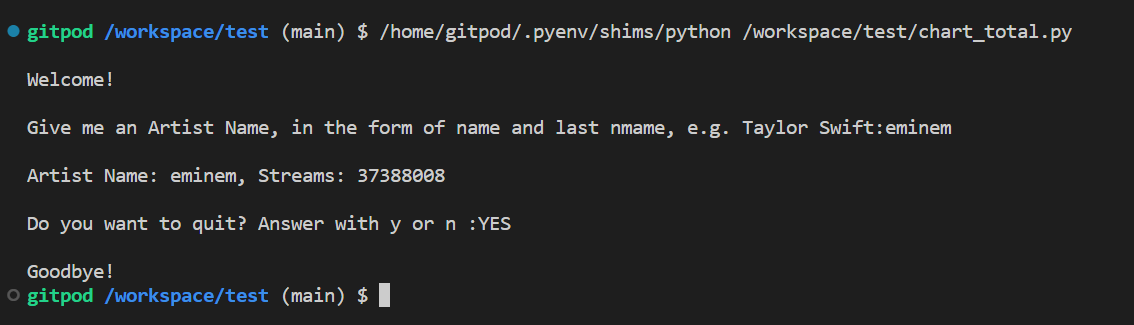 gitpod /workspace/test (main) $ /home/gitpod/.pyenv/shims/python /workspace/test/chart_total.py
Welcome!
Give me an Artist Name, in the form of name and last nmame, e.g. Taylor Swift:eminem
Artist Name: eminem, Streams: 37388008
Do you want to quit? Answer with y or n :YES
Goodbye!
gitpod /workspace/test (main) $